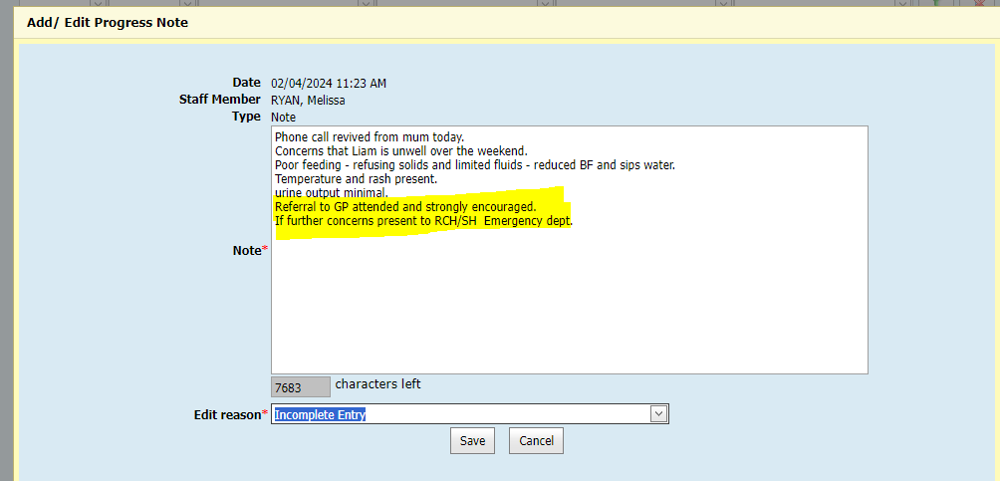 Add/ Edit Progress Note
Date 02/04/2024 11:23 AM
Staff Member RYAN, Melissa
Type Note
Phone call revived from mum today.
Concerns that Liam is unwell over the weekend.
Poor feeding - refusing solids and limited fluids - reduced BF and sips water.
Temperature and rash present.
urine output minimal.
Referral to GP attended and strongly encouraged.
If further concerns present to RCH/SH  Emergency dept.
Note*
7683 characters left
Edit reason* Incomplete Entry
Save Cancel